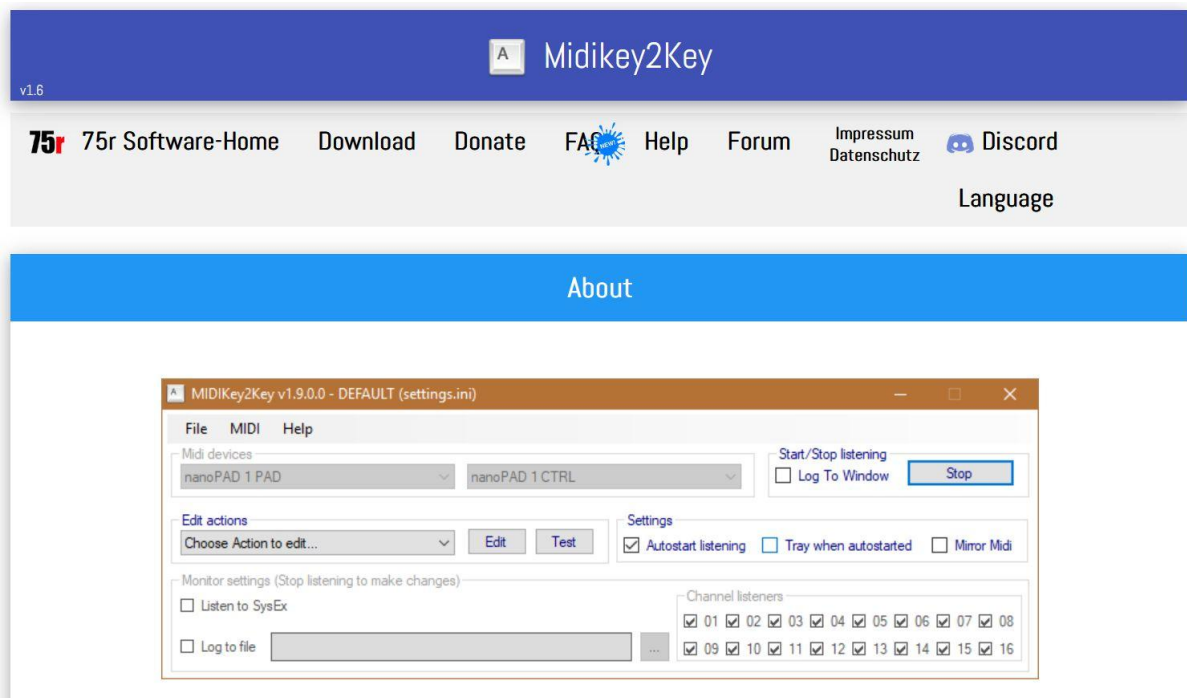 A Midikey2Key
v1.6
75r 75r Software-Home Download Donate FAQ NEW! Help Forum Impressum Datenschutz Discord
Language
About
A MIDIKey2Key v1.9.0.0 - DEFAULT (settings.ini)
File MIDI Help
Midi devices
nanoPAD 1 PAD nanoPAD 1 CTRL
Start/Stop listening
Log To Window Stop
Edit actions
Choose Action to edit... Edit Test
Settings
Autostart listening Tray when autostarted Mirror Midi
Monitor settings (Stop listening to make changes)
Listen to SysEx
Log to file ...
Channel listeners
01 02 03 04 05 06 07 08
09 10 11 12 13 14 15 16